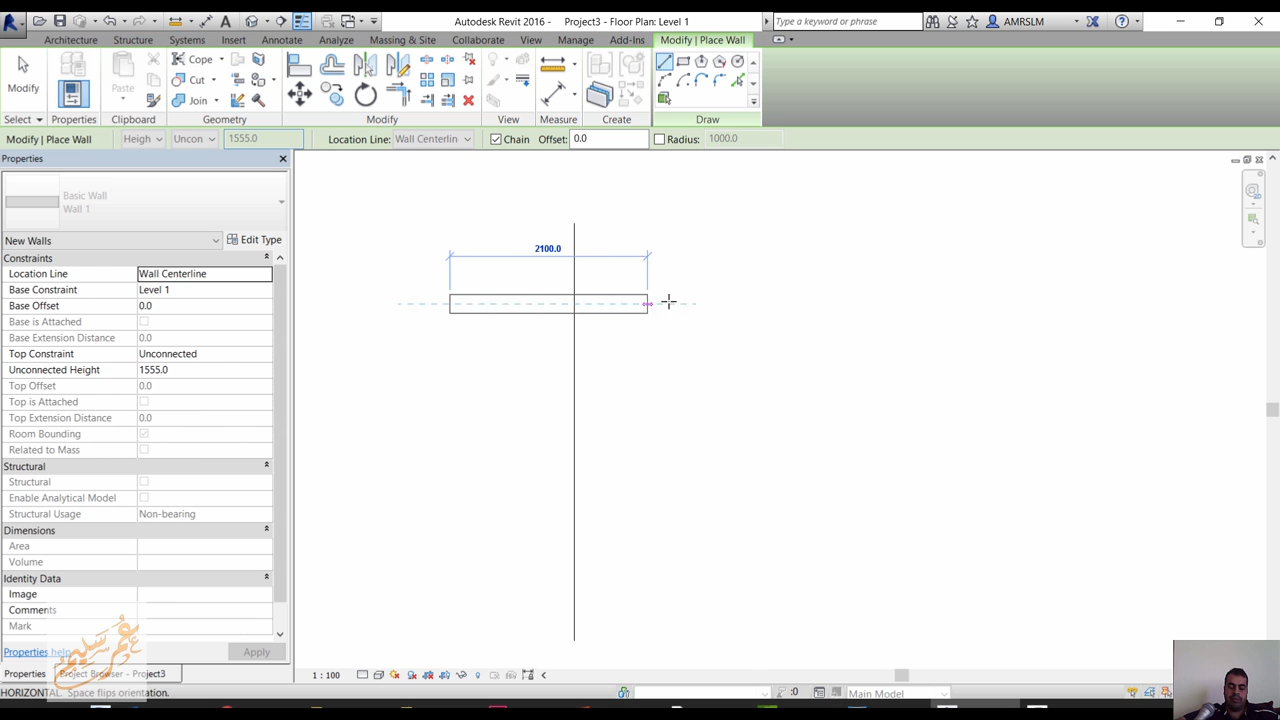 Autodesk Revit 2016 - Project3 - Floor Plan: Level 1
Type a keyword or phrase
AMRSLM
Architecture Structure Systems Insert Annotate Analyze Massing & Site Collaborate View Manage Add-Ins Modify | Place Wall
Modify
Paste
Cope
Cut
Join
Select Properties Clipboard Geometry Modify View Measure Create Draw
Modify | Place Wall Heigh Uncon 1555.0 Location Line: Wall Centerlin Chain Offset: 0.0 Radius: 1000.0
Properties
Basic Wall
Wall 1
New Walls Edit Type
Constraints
Location Line Wall Centerline
Base Constraint Level 1
Base Offset 0.0
Base is Attached
Base Extension Distance 0.0
Top Constraint Unconnected
Unconnected Height 1555.0
Top Offset 0.0
Top is Attached
Top Extension Distance 0.0
Room Bounding
Related to Mass
Structural
Structural
Enable Analytical Model
Structural Usage Non-bearing
Dimensions
Area
Volume
Identity Data
Image
Comments
Mark
Properties help Apply
Properties Project Browser - Project3
2100.0
1 : 100
HORIZONTAL. Space flips orientation.
:0 Main Model
عمر سليم